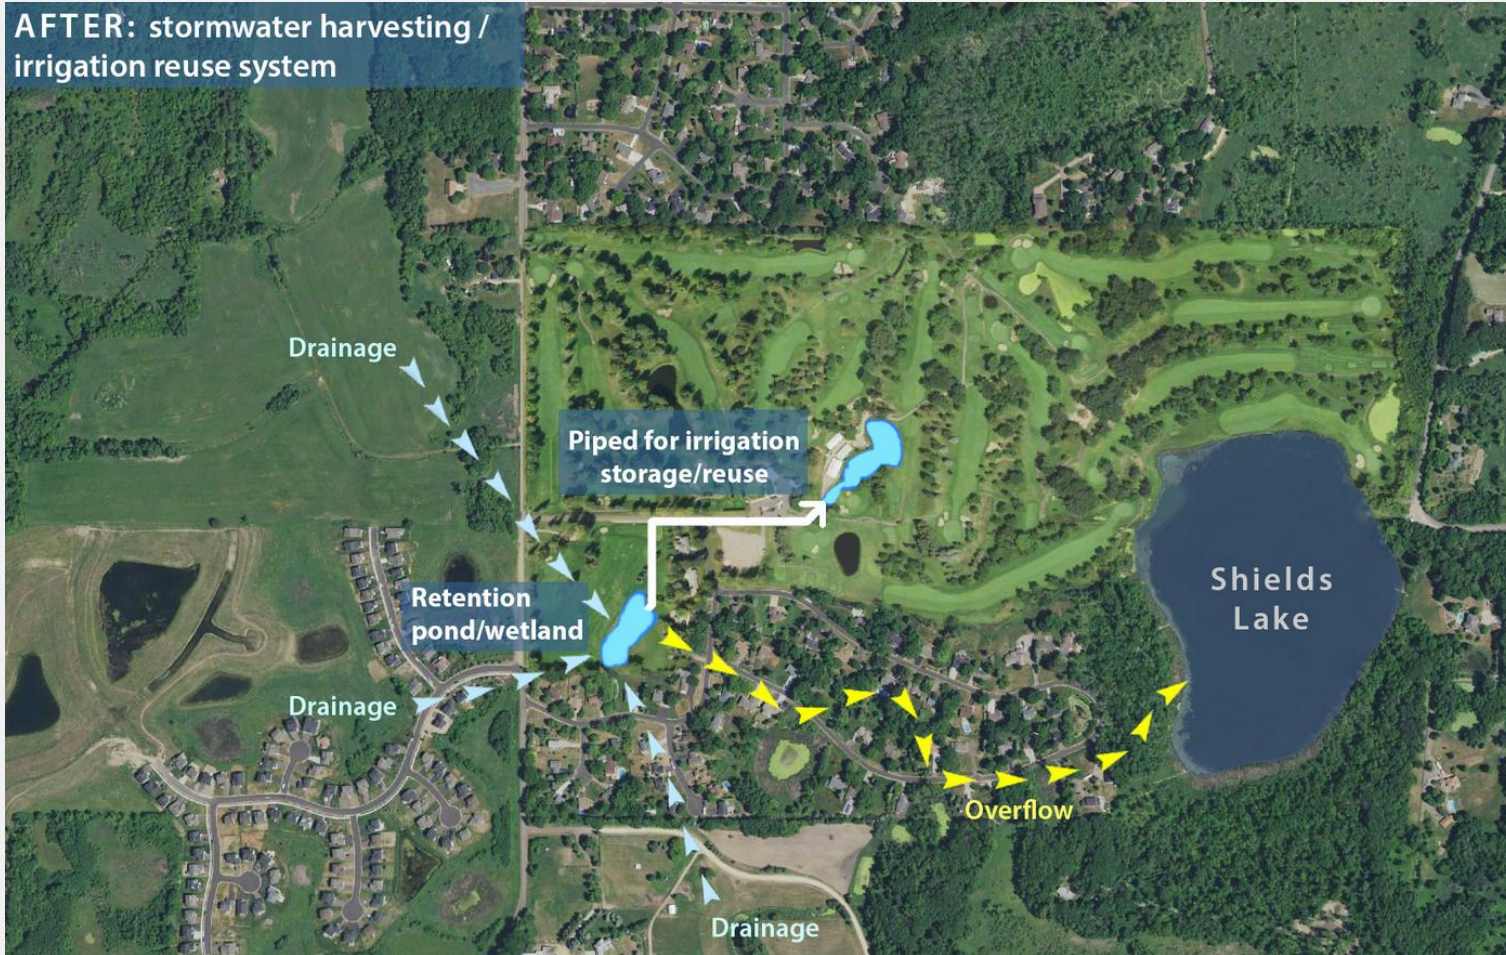 AFTER: stormwater harvesting /
irrigation reuse system
Drainage
Piped for irrigation
storage/reuse
Retention
pond/wetland
Shields
Lake
Drainage
Overflow
Drainage